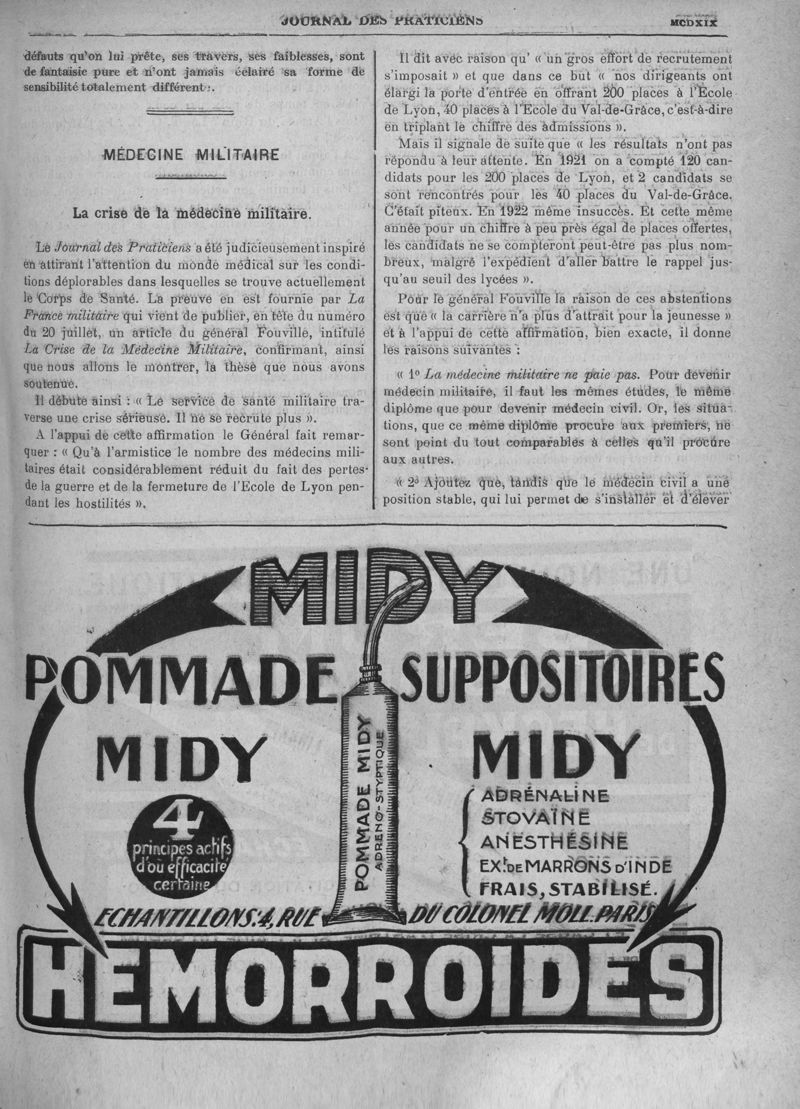 JOURNAL DES PRATICIENS
MCDXIX
défauts qu'on lui prête, ses travers, ses faiblesses, sont
de fantaisie pure et n'ont jamais éclairé sa forme de
sensibilité totalement différent:.
MÉDECINE MILITAIRE
La crise de la médecine militaire.
Le Journal des Praticiens a été judicieusement inspiré
en attirant l'attention du monde médical sur les condi-
tions déplorables dans lesquelles se trouve actuellement
le Corps de Santé. La preuve en est fournie par La
France militaire qui vient de publier, en tête du numéro
du 20 juillet, un article du général Fouville, intitulé
La Crise de la Médecine Militaire, confirmant, ainsi
que nous allons le montrer, la thèse que nous avons
soutenue.
Il débute ainsi : « Le service de santé militaire tra-
verse une crise sérieuse. Il ne se recrute plus ».
A l'appui de cette affirmation le Général fait remar-
quer : « Qu'à l'armistice le nombre des médecins mili-
taires était considérablement réduit du fait des pertes
de la guerre et de la fermeture de l'Ecole de Lyon pen-
dant les hostilités ».
Il dit avec raison qu' « un gros effort de recrutement
s'imposait » et que dans ce but « nos dirigeants ont
élargi la porte d'entrée en offrant 200 places à l'Ecole
de Lyon, 40 places à l'Ecole du Val-de-Grâce, c'est-à-dire
en triplant le chiffre des admissions ».
Mais il signale de suite que « les résultats n'ont pas
répondu à leur attente. En 1921 on a compté 120 can-
didats pour les 200 places de Lyon, et 2 candidats se
sont rencontrés pour les 40 places du Val-de-Grâce.
C'était piteux. En 1922 même insuccès. Et cette même
année pour un chiffre à peu près égal de places offertes,
les candidats ne se compteront peut-être pas plus nom-
breux, malgré l'expédient d'aller battre le rappel jus-
qu'au seuil des lycées ».
Pour le général Fouville la raison de ces abstentions
est que « la carrière n'a plus d'attrait pour la jeunesse »
et à l'appui de cette affirmation, bien exacte, il donne
les raisons suivantes :
« 1º La médecine militaire ne paie pas. Pour devenir
médecin militaire, il faut les mêmes études, le même
diplôme que pour devenir médecin civil. Or, les situa-
tions, que ce même diplôme procure aux premiers, ne
sont point du tout comparables à celles qu'il procure
aux autres.
« 2º Ajoutez que, tandis que le médecin civil a une
position stable, qui lui permet de s'installer et d'élever
MIDY
POMMADE
MIDY
4
principes actifs
d'où efficacité
certaine
POMMADE MIDY
ADRENO-STYPTIQUE
SUPPOSITOIRES
MIDY
ADRÉNALINE
STOVAÏNE
ANESTHÉSINE
EXT. DE MARRONS D'INDE
FRAIS, STABILISÉ.
ECHANTILLONS: 4, RUE DU COLONEL MOLL. PARIS
HEMORROIDES